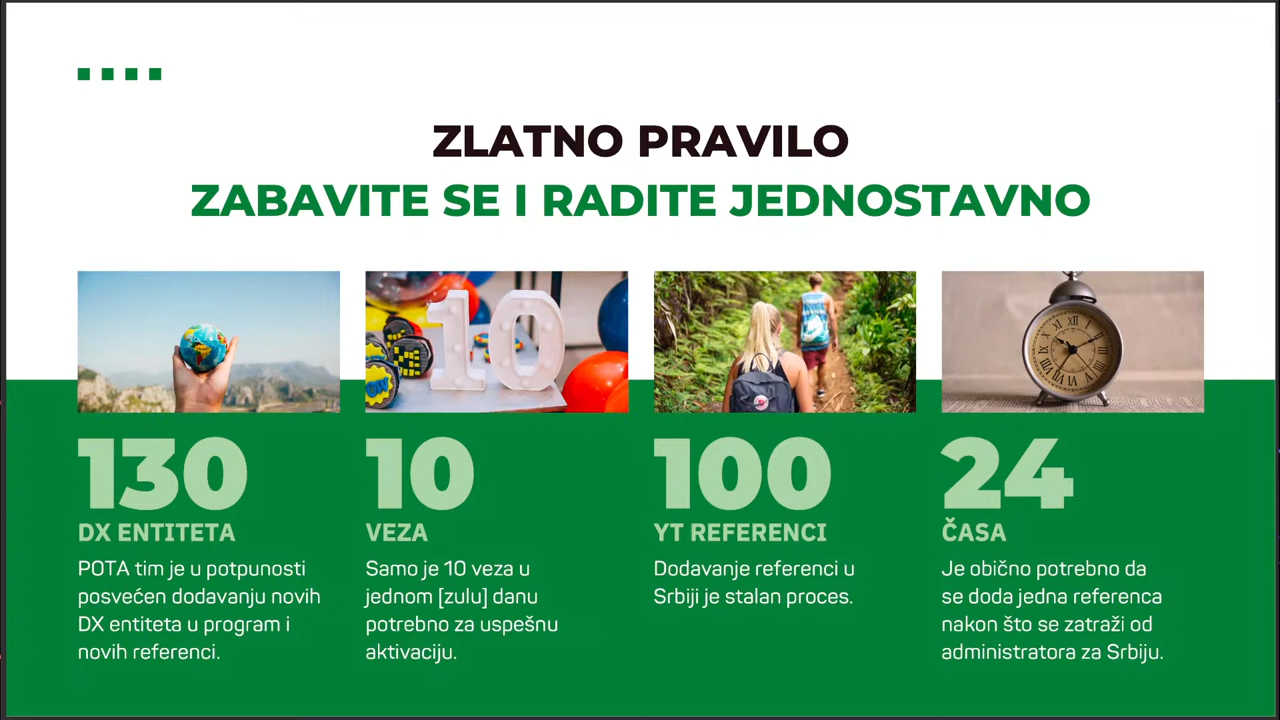 ZLATNO PRAVILO
ZABAVITE SE I RADITE JEDNOSTAVNO
10
130
DX ENTITETA
POTA tim je u potpunosti
posvećen dodavanju novih
DX entiteta u program i
novih referenci.
10
VEZA
Samo je 10 veza u
jednom [zulu] danu
potrebno za uspešnu
aktivaciju.
100
YT REFERENCI
Dodavanje referenci u
Srbiji je stalan proces.
24
ČASA
Je obično potrebno da
se doda jedna referenca
nakon što se zatraži od
administratora za Srbiju.